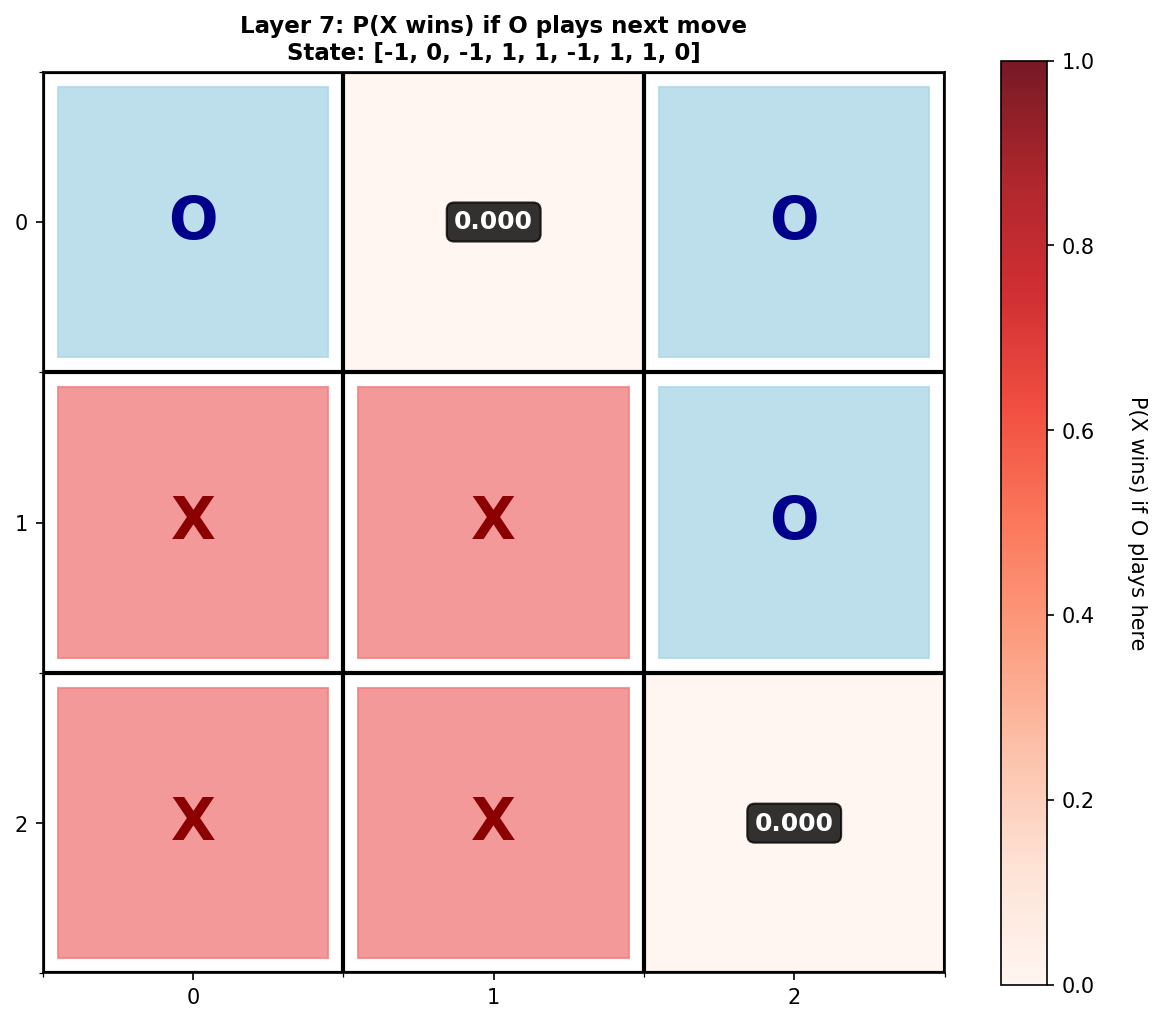 Layer 7: P(X wins) if O plays next move
State: [-1, 0, -1, 1, 1, -1, 1, 1, 0]
0
O
0.000
O
1
X
X
O
2
X
X
0.000
0
1
2
1.0
0.8
0.6
0.4
0.2
0.0
P(X wins) if O plays here